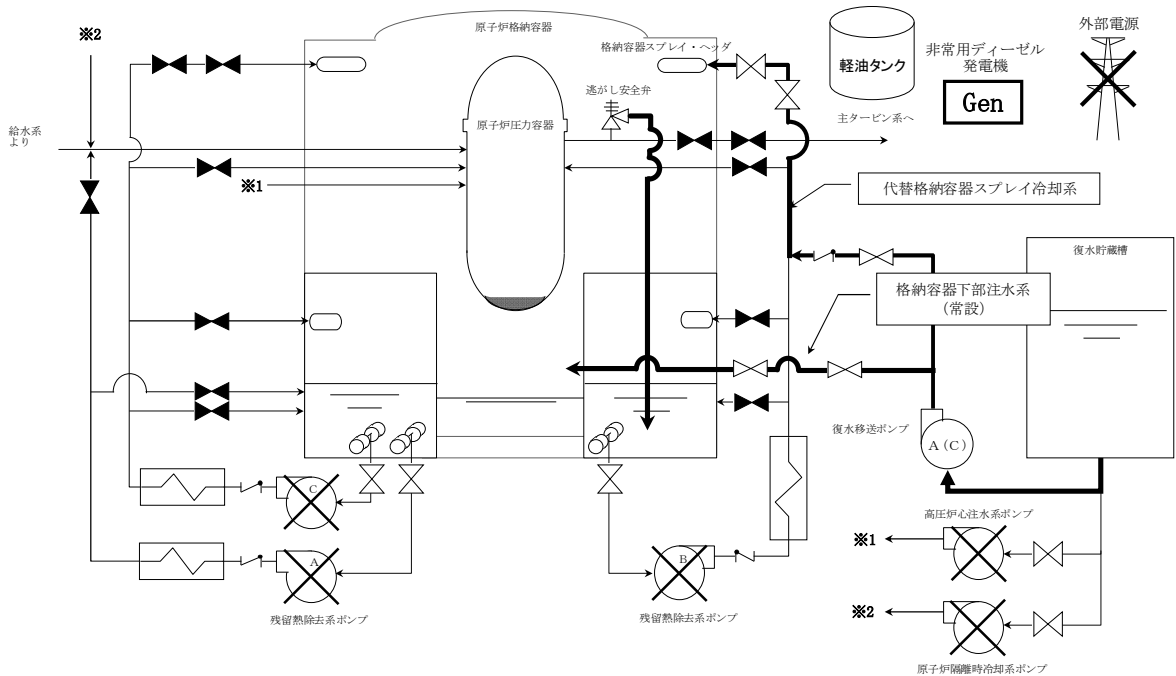 ※2
原子炉格納容器
格納容器スプレイ・ヘッダ
軽油タンク
非常用ディーゼル
発電機
Gen
外部電源
逃がし安全弁
給水系
より
原子炉圧力容器
主タービン系へ
※1
代替格納容器スプレイ冷却系
復水貯蔵槽
格納容器下部注水系
（常設）
復水移送ポンプ
A(C)
C
高圧炉心注水系ポンプ
※1
A
B
残留熱除去系ポンプ
残留熱除去系ポンプ
※2
原子炉隔離時冷却系ポンプ